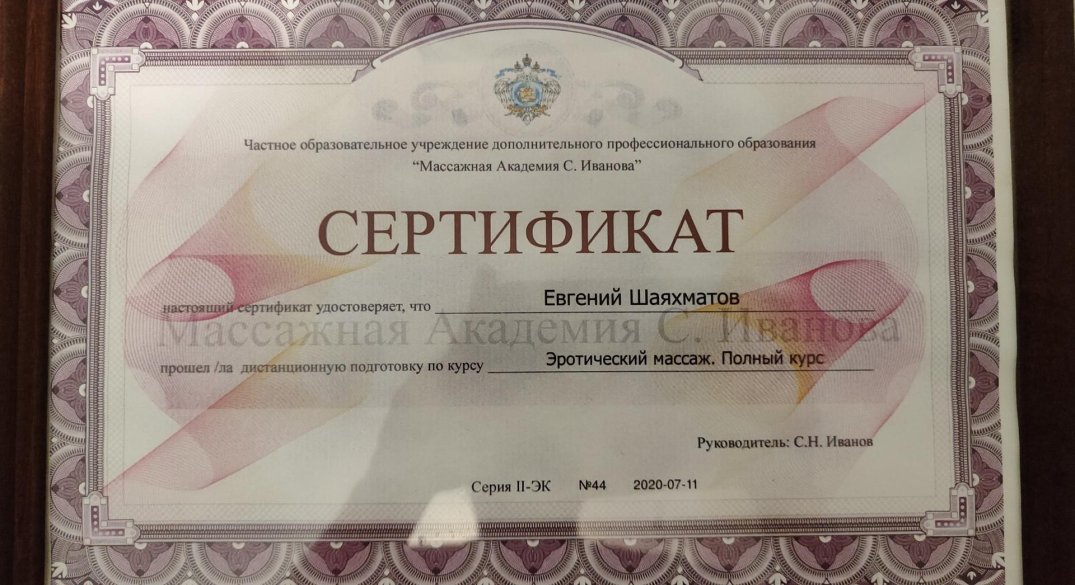 Частное образовательное учреждение дополнительного профессионального образования
“Массажная Академия С. Иванова”
СЕРТИФИКАТ
настоящий сертификат удостоверяет, что Евгений Шаяхматов
Массажная Академия С. Иванова
прошел /ла дистанционную подготовку по курсу Эротический массаж. Полный курс
Руководитель: С.Н. Иванов
Серия II-ЭК №44 2020-07-11